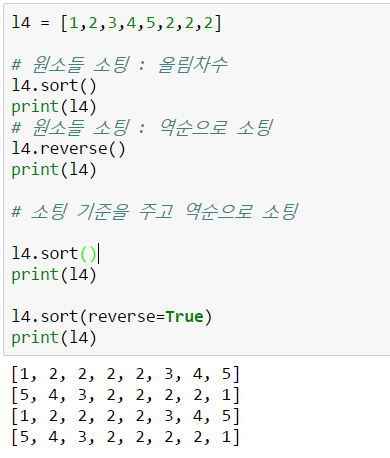 l4 = [1,2,3,4,5,2,2,2]
# 원소들 소팅 : 올림차수
l4.sort()
print(l4)
# 원소들 소팅 : 역순으로 소팅
l4.reverse()
print(l4)
# 소팅 기준을 주고 역순으로 소팅
l4.sort()
print(l4)
l4.sort(reverse=True)
print(l4)
[1, 2, 2, 2, 2, 3, 4, 5]
[5, 4, 3, 2, 2, 2, 2, 1]
[1, 2, 2, 2, 2, 3, 4, 5]
[5, 4, 3, 2, 2, 2, 2, 1]